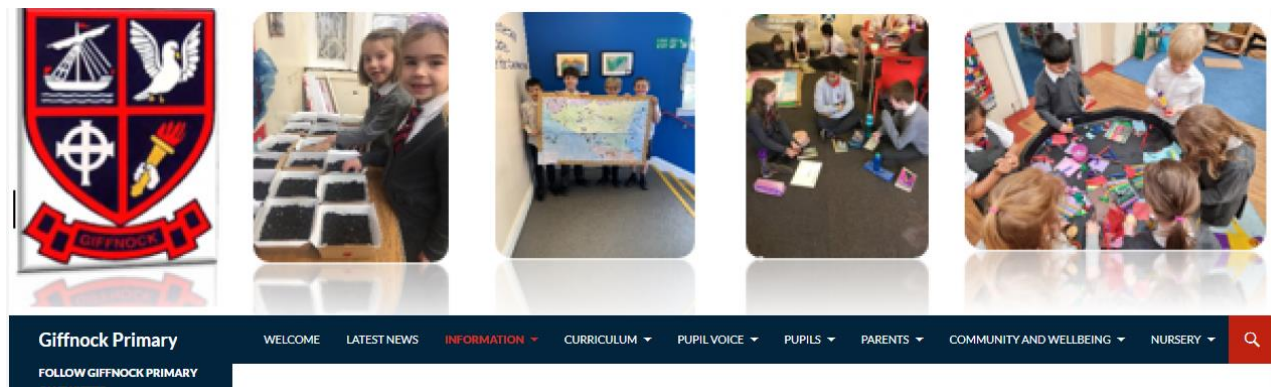 GIFFNOCK
Giffnock Primary
WELCOME LATEST NEWS INFORMATION CURRICULUM PUPIL VOICE PUPILS PARENTS COMMUNITY AND WELLBEING NURSERY
FOLLOW GIFFNOCK PRIMARY